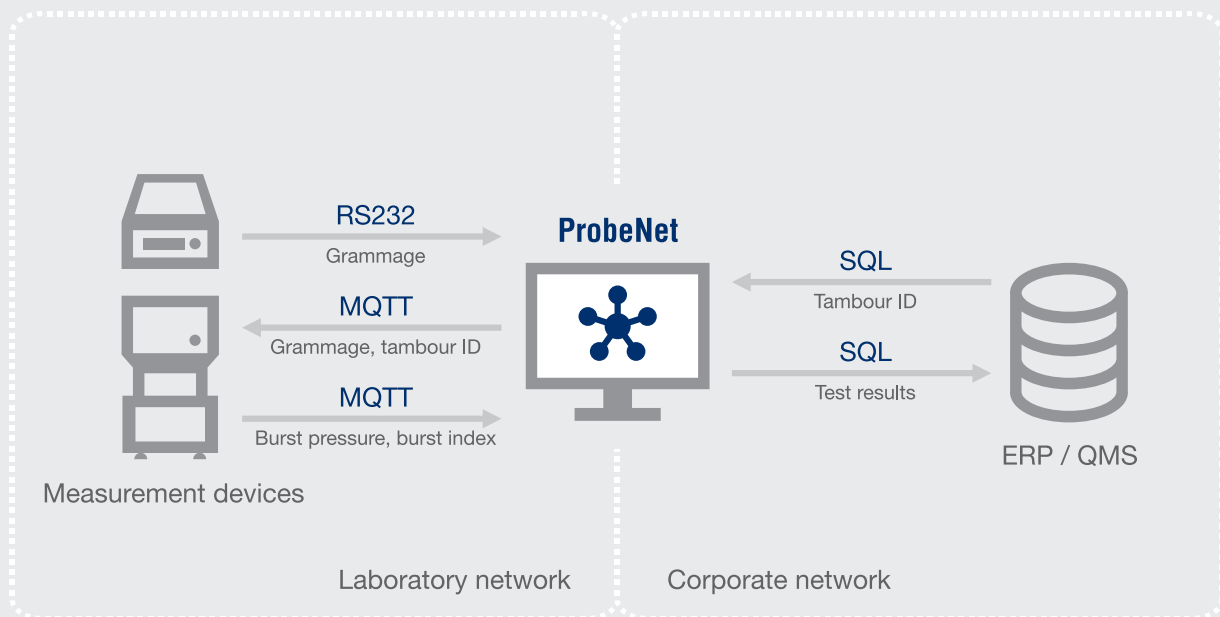 RS232
Grammage
MQTT
Grammage, tambour ID
MQTT
Burst pressure, burst index
Measurement devices
ProbeNet
SQL
Tambour ID
SQL
Test results
ERP / QMS
Laboratory network
Corporate network